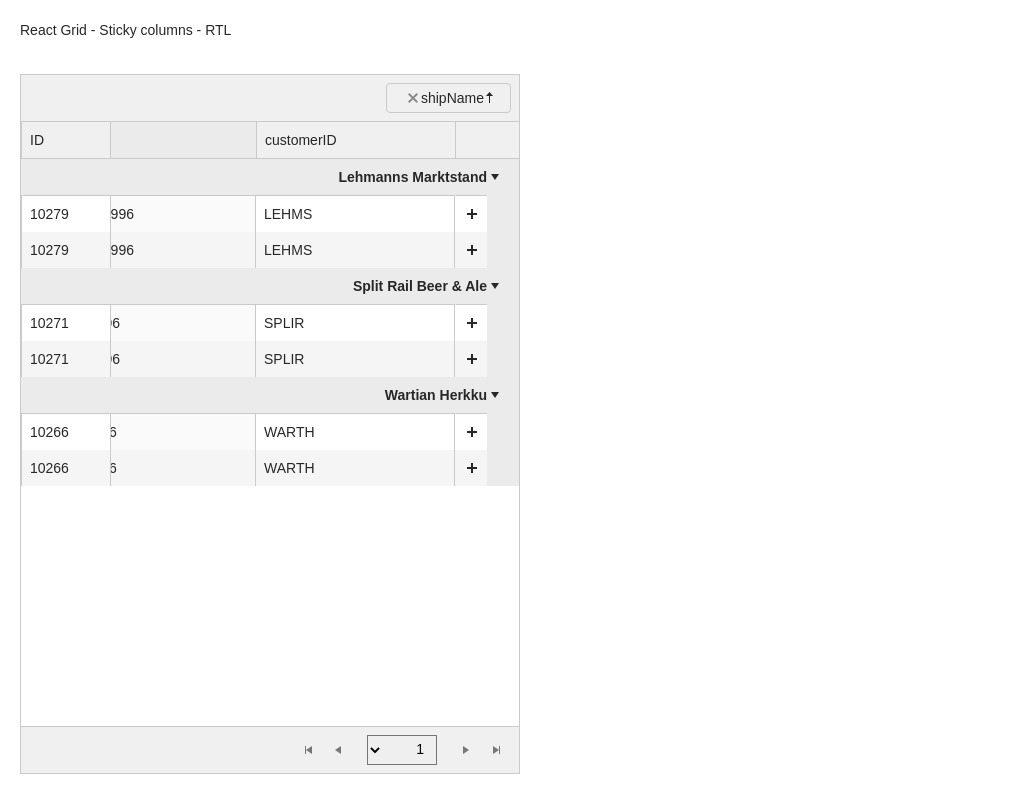 React Grid - Sticky columns - RTL
shipName
ID customerID
Lehmanns Marktstand
10279 996 LEHMS
10279 996 LEHMS
Split Rail Beer & Ale
10271 6 SPLIR
10271 6 SPLIR
Wartian Herkku
10266 6 WARTH
10266 6 WARTH
1